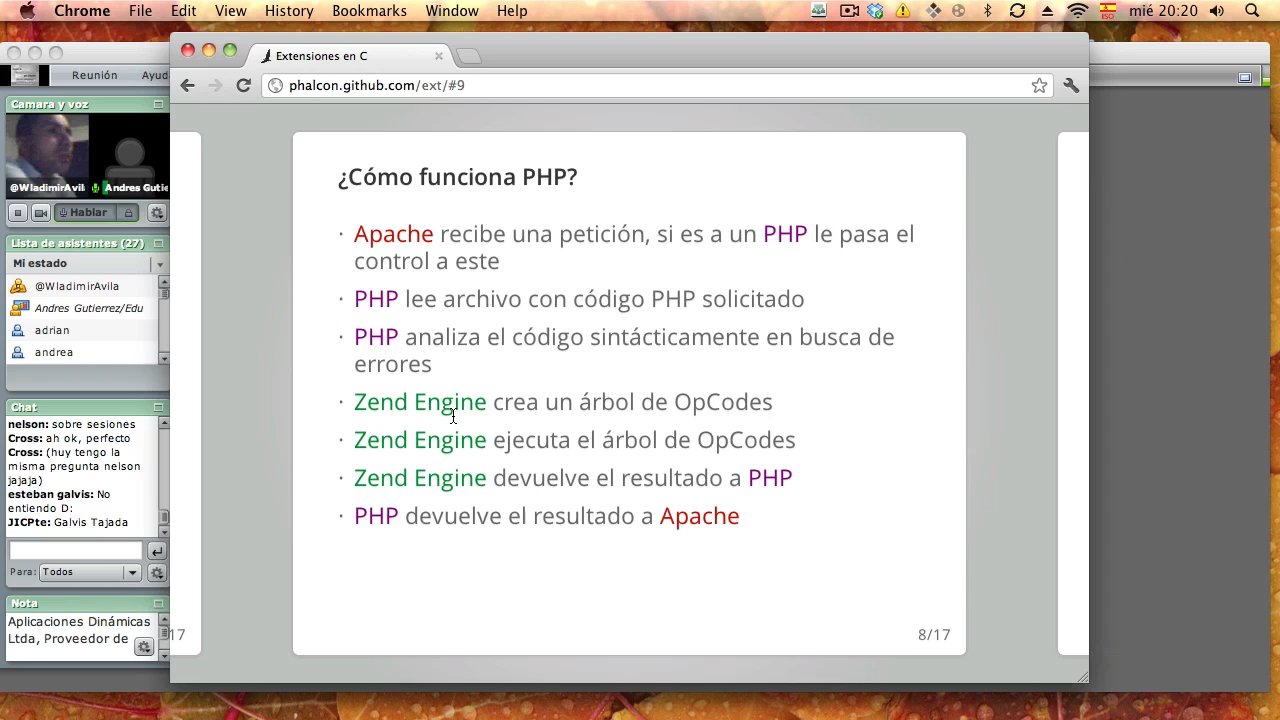 Chrome File Edit View History Bookmarks Window Help
mié 20:20
ISO
Reunión Ayud
Camara y voz
@WladimirAvil Andres Gutie
Hablar
Lista de asistentes (27)
Mi estado
@WladimirAvila
Andres Gutierrez/Edu
adrian
andrea
Chat
nelson: sobre sesiones
Cross: ah ok, perfecto
Cross: (huy tengo la
misma pregunta nelson
jajaja)
esteban galvis: No
entiendo D:
JICPte: Galvis Tajada
Para: Todos
Nota
Aplicaciones Dinámicas
Ltda, Proveedor de
Extensiones en C
phalcon.github.com/ext/#9
¿Cómo funciona PHP?
· Apache recibe una petición, si es a un PHP le pasa el
control a este
· PHP lee archivo con código PHP solicitado
· PHP analiza el código sintácticamente en busca de
errores
· Zend Engine crea un árbol de OpCodes
· Zend Engine ejecuta el árbol de OpCodes
· Zend Engine devuelve el resultado a PHP
· PHP devuelve el resultado a Apache
17
8/17